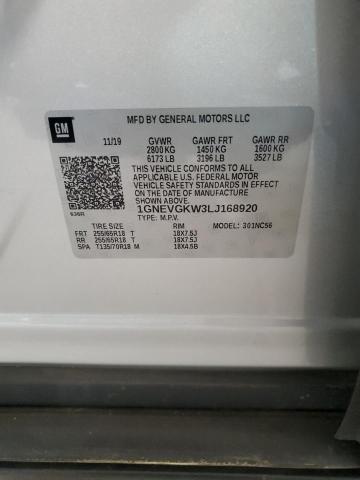 GM
MFD BY GENERAL MOTORS LLC
11/19 GVWR GAWR FRT GAWR RR
2800 KG 1450 KG 1600 KG
6173 LB 3196 LB 3527 LB
THIS VEHICLE CONFORMS TO ALL APPLICABLE
U.S. FEDERAL MOTOR
VEHICLE SAFETY STANDARDS IN EFFECT ON THE
DATE OF MANUFACTURE SHOWN ABOVE.
1GNEVGKW3LJ168920
TYPE: M.P.V.
TIRE SIZE RIM MODEL: 301NC56
FRT 255/65R18 T 18X7.5J
RR 255/65R18 T 18X7.5J
SPA T135/70R18 M 18X4.5B